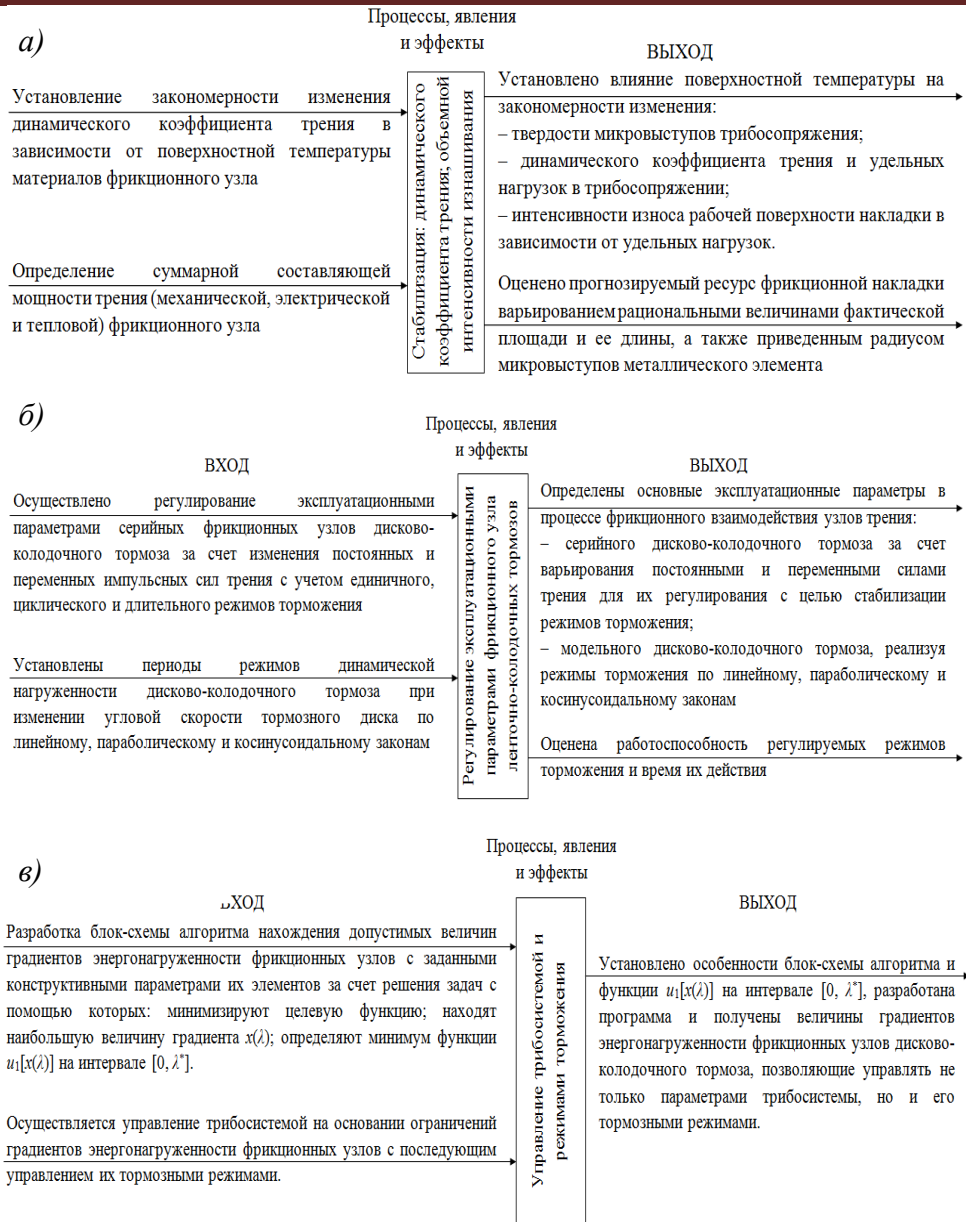 а)
Процессы, явления
и эффекты
ВЫХОД
Установление закономерности изменения
динамического коэффициента трения в
зависимости от поверхностной температуры
материалов фрикционного узла
Определение суммарной составляющей
мощности трения (механической, электрической
и тепловой) фрикционного узла
Стабилизация: динамического
коэффициента трения; объемной
интенсивности изнашивания
Установлено влияние поверхностной температуры на
закономерности изменения:
– твердости микровыступов трибосопряжения;
– динамического коэффициента трения и удельных
нагрузок в трибосопряжении;
– интенсивности износа рабочей поверхности накладки в
зависимости от удельных нагрузок.
Оценено прогнозируемый ресурс фрикционной накладки
варьированием рациональными величинами фактической
площади и ее длины, а также приведенным радиусом
микровыступов металлического элемента
б)
Процессы, явления
и эффекты
ВХОД
ВЫХОД
Осуществлено регулирование эксплуатационными
параметрами серийных фрикционных узлов дисково-
колодочного тормоза за счет изменения постоянных и
переменных импульсных сил трения с учетом единичного,
циклического и длительного режимов торможения
Установлены периоды режимов динамической
нагруженности дисково-колодочного тормоза при
изменении угловой скорости тормозного диска по
линейному, параболическому и косинусоидальному законам
Регулирование эксплуатационными
параметрами фрикционного узла
ленточно-колодочных тормозов
Определены основные эксплуатационные параметры в
процессе фрикционного взаимодействия узлов трения:
– серийного дисково-колодочного тормоза за счет
варьирования постоянными и переменными силами
трения для их регулирования с целью стабилизации
режимов торможения;
– модельного дисково-колодочного тормоза, реализуя
режимы торможения по линейному, параболическому и
косинусоидальному законам
Оценена работоспособность регулируемых режимов
торможения и время их действия
в)
Процессы, явления
и эффекты
ВХОД
ВЫХОД
Разработка блок-схемы алгоритма нахождения допустимых величин
градиентов энергонагруженности фрикционных узлов с заданными
конструктивными параметрами их элементов за счет решения задач с
помощью которых: минимизируют целевую функцию; находят
наибольшую величину градиента x(λ); определяют минимум функции
u₁[x(λ)] на интервале [0, λ*].
Осуществляется управление трибосистемой на основании ограничений
градиентов энергонагруженности фрикционных узлов с последующим
управлением их тормозными режимами.
Управление трибосистемой и
режимами торможения
Установлено особенности блок-схемы алгоритма и
функции u₁[x(λ)] на интервале [0, λ*], разработана
программа и получены величины градиентов
энергонагруженности фрикционных узлов дисково-
колодочного тормоза, позволяющие управлять не
только параметрами трибосистемы, но и его
тормозными режимами.